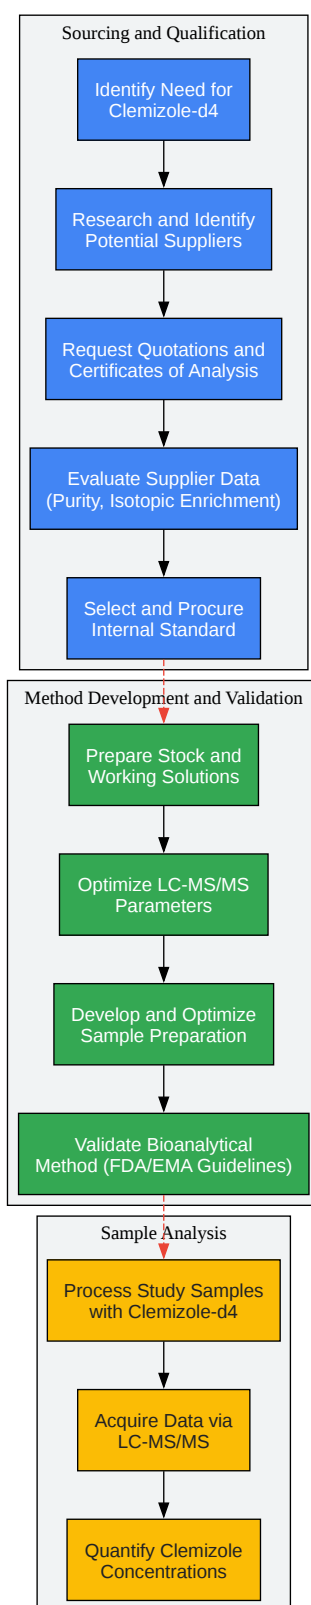 Sourcing and Qualification
Identify Need for
Clemizole-d4
Research and Identify
Potential Suppliers
Request Quotations and
Certificates of Analysis
Evaluate Supplier Data
(Purity, Isotopic Enrichment)
Select and Procure
Internal Standard
Method Development and Validation
Prepare Stock and
Working Solutions
Optimize LC-MS/MS
Parameters
Develop and Optimize
Sample Preparation
Validate Bioanalytical
Method (FDA/EMA Guidelines)
Sample Analysis
Process Study Samples
with Clemizole-d4
Acquire Data via
LC-MS/MS
Quantify Clemizole
Concentrations